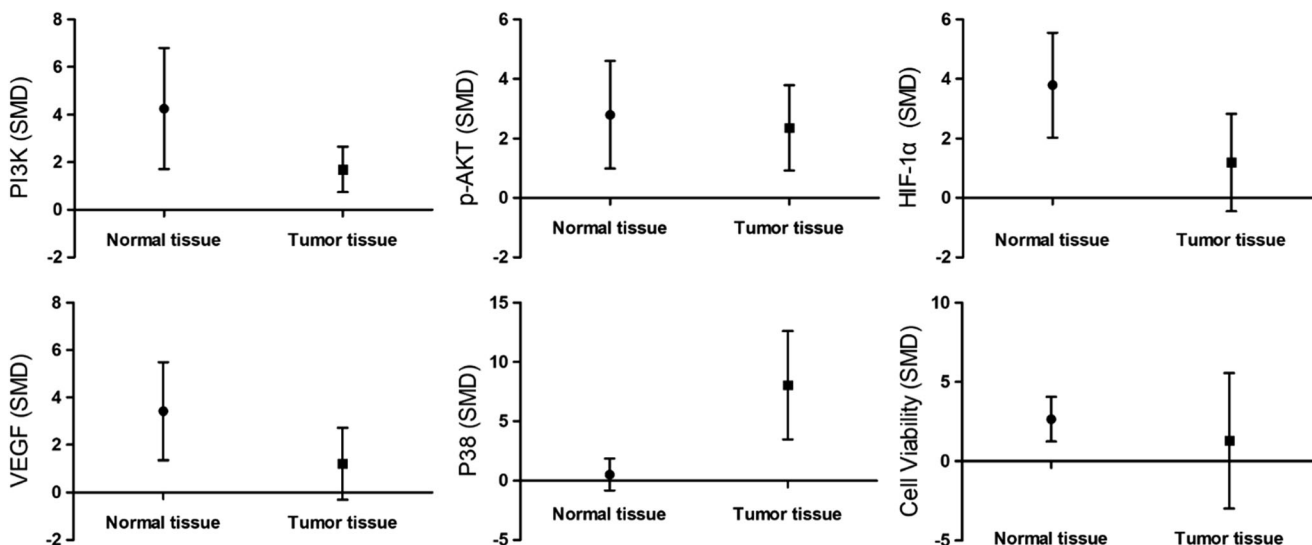 PI3K (SMD)
8
6
4
2
0
-2
Normal tissue
Tumor tissue
p-AKT (SMD)
6
4
2
0
-2
Normal tissue
Tumor tissue
HIF-1α (SMD)
6
4
2
0
-2
Normal tissue
Tumor tissue
VEGF (SMD)
8
6
4
2
0
-2
Normal tissue
Tumor tissue
P38 (SMD)
15
10
5
0
-5
Normal tissue
Tumor tissue
Cell Viability (SMD)
10
5
0
-5
Normal tissue
Tumor tissue